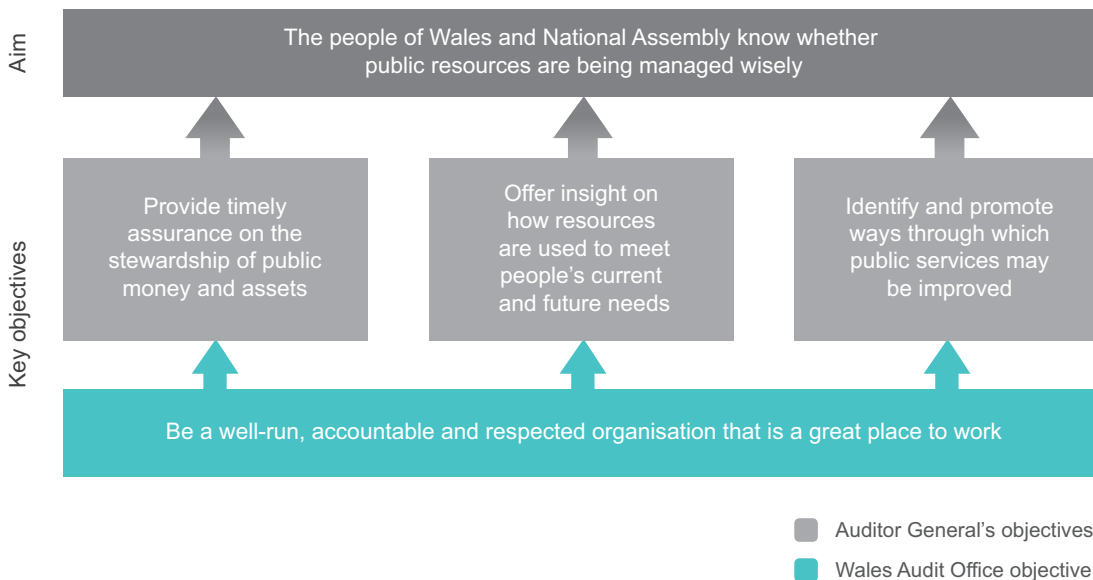 Aim
The people of Wales and National Assembly know whether
public resources are being managed wisely
Key objectives
Provide timely
assurance on the
stewardship of public
money and assets
Offer insight on
how resources
are used to meet
people's current
and future needs
Identify and promote
ways through which
public services may
be improved
Be a well-run, accountable and respected organisation that is a great place to work
Auditor General's objectives
Wales Audit Office objective